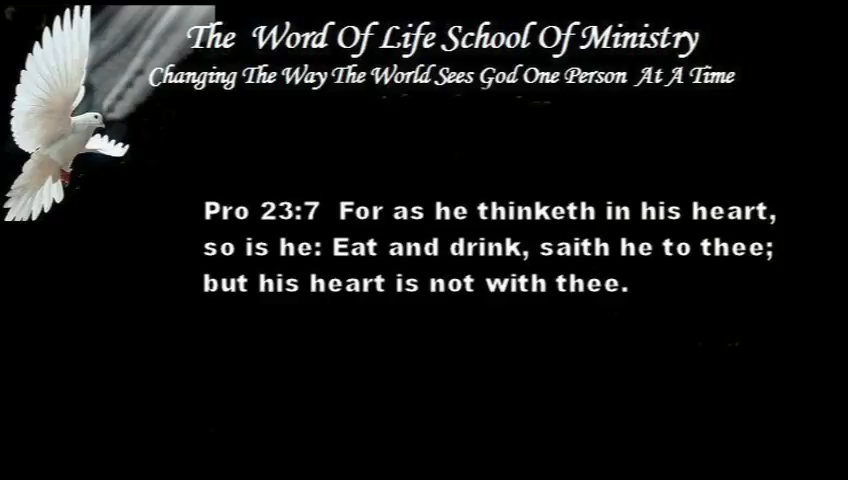 The Word Of Life School Of Ministry
Changing The Way The World Sees God One Person At A Time
Pro 23:7 For as he thinketh in his heart,
so is he: Eat and drink, saith he to thee;
but his heart is not with thee.